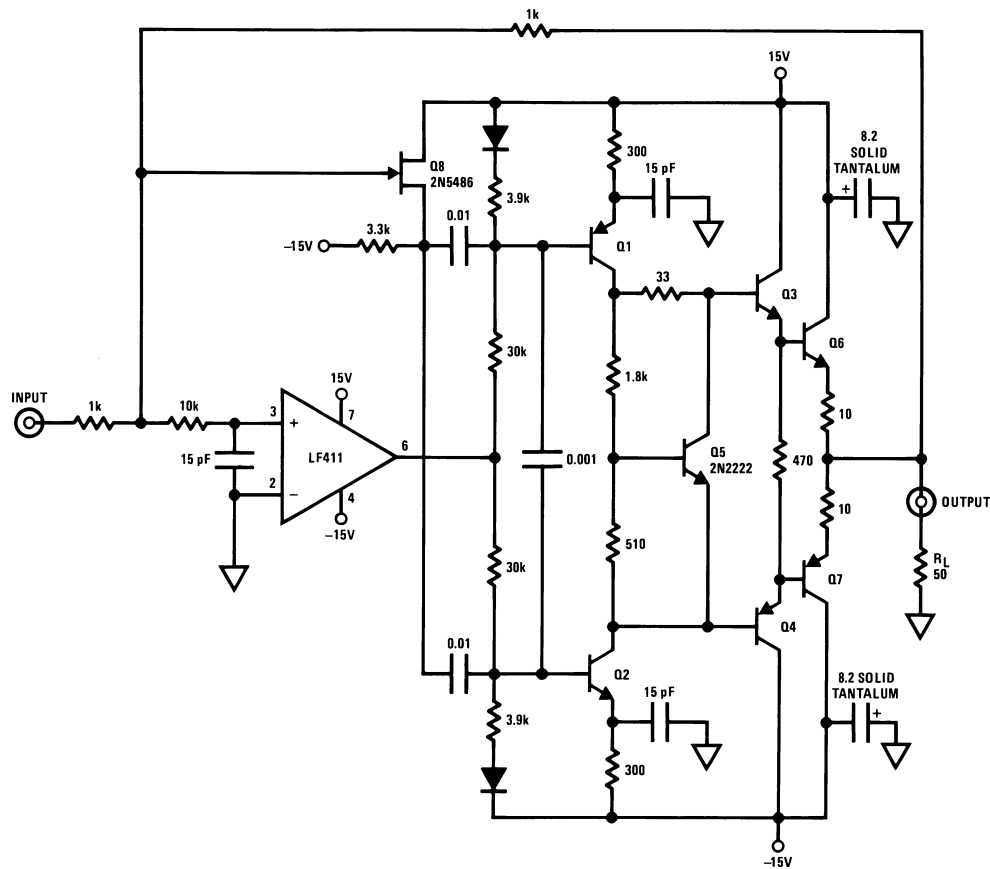 1k
15V
8.2
SOLID
TANTALUM
+
300
15 pF
Q8
2N5486
3.9k
0.01
3.3k
–15V
Q1
33
Q3
Q6
30k
1.8k
15V
INPUT
1k
10k
10
3
+
7
6
LF411
15 pF
0.001
Q5
2N2222
470
2
–
4
–15V
OUTPUT
10
510
30k
RL
50
Q7
Q4
0.01
Q2
15 pF
8.2 SOLID
TANTALUM
+
3.9k
300
–15V